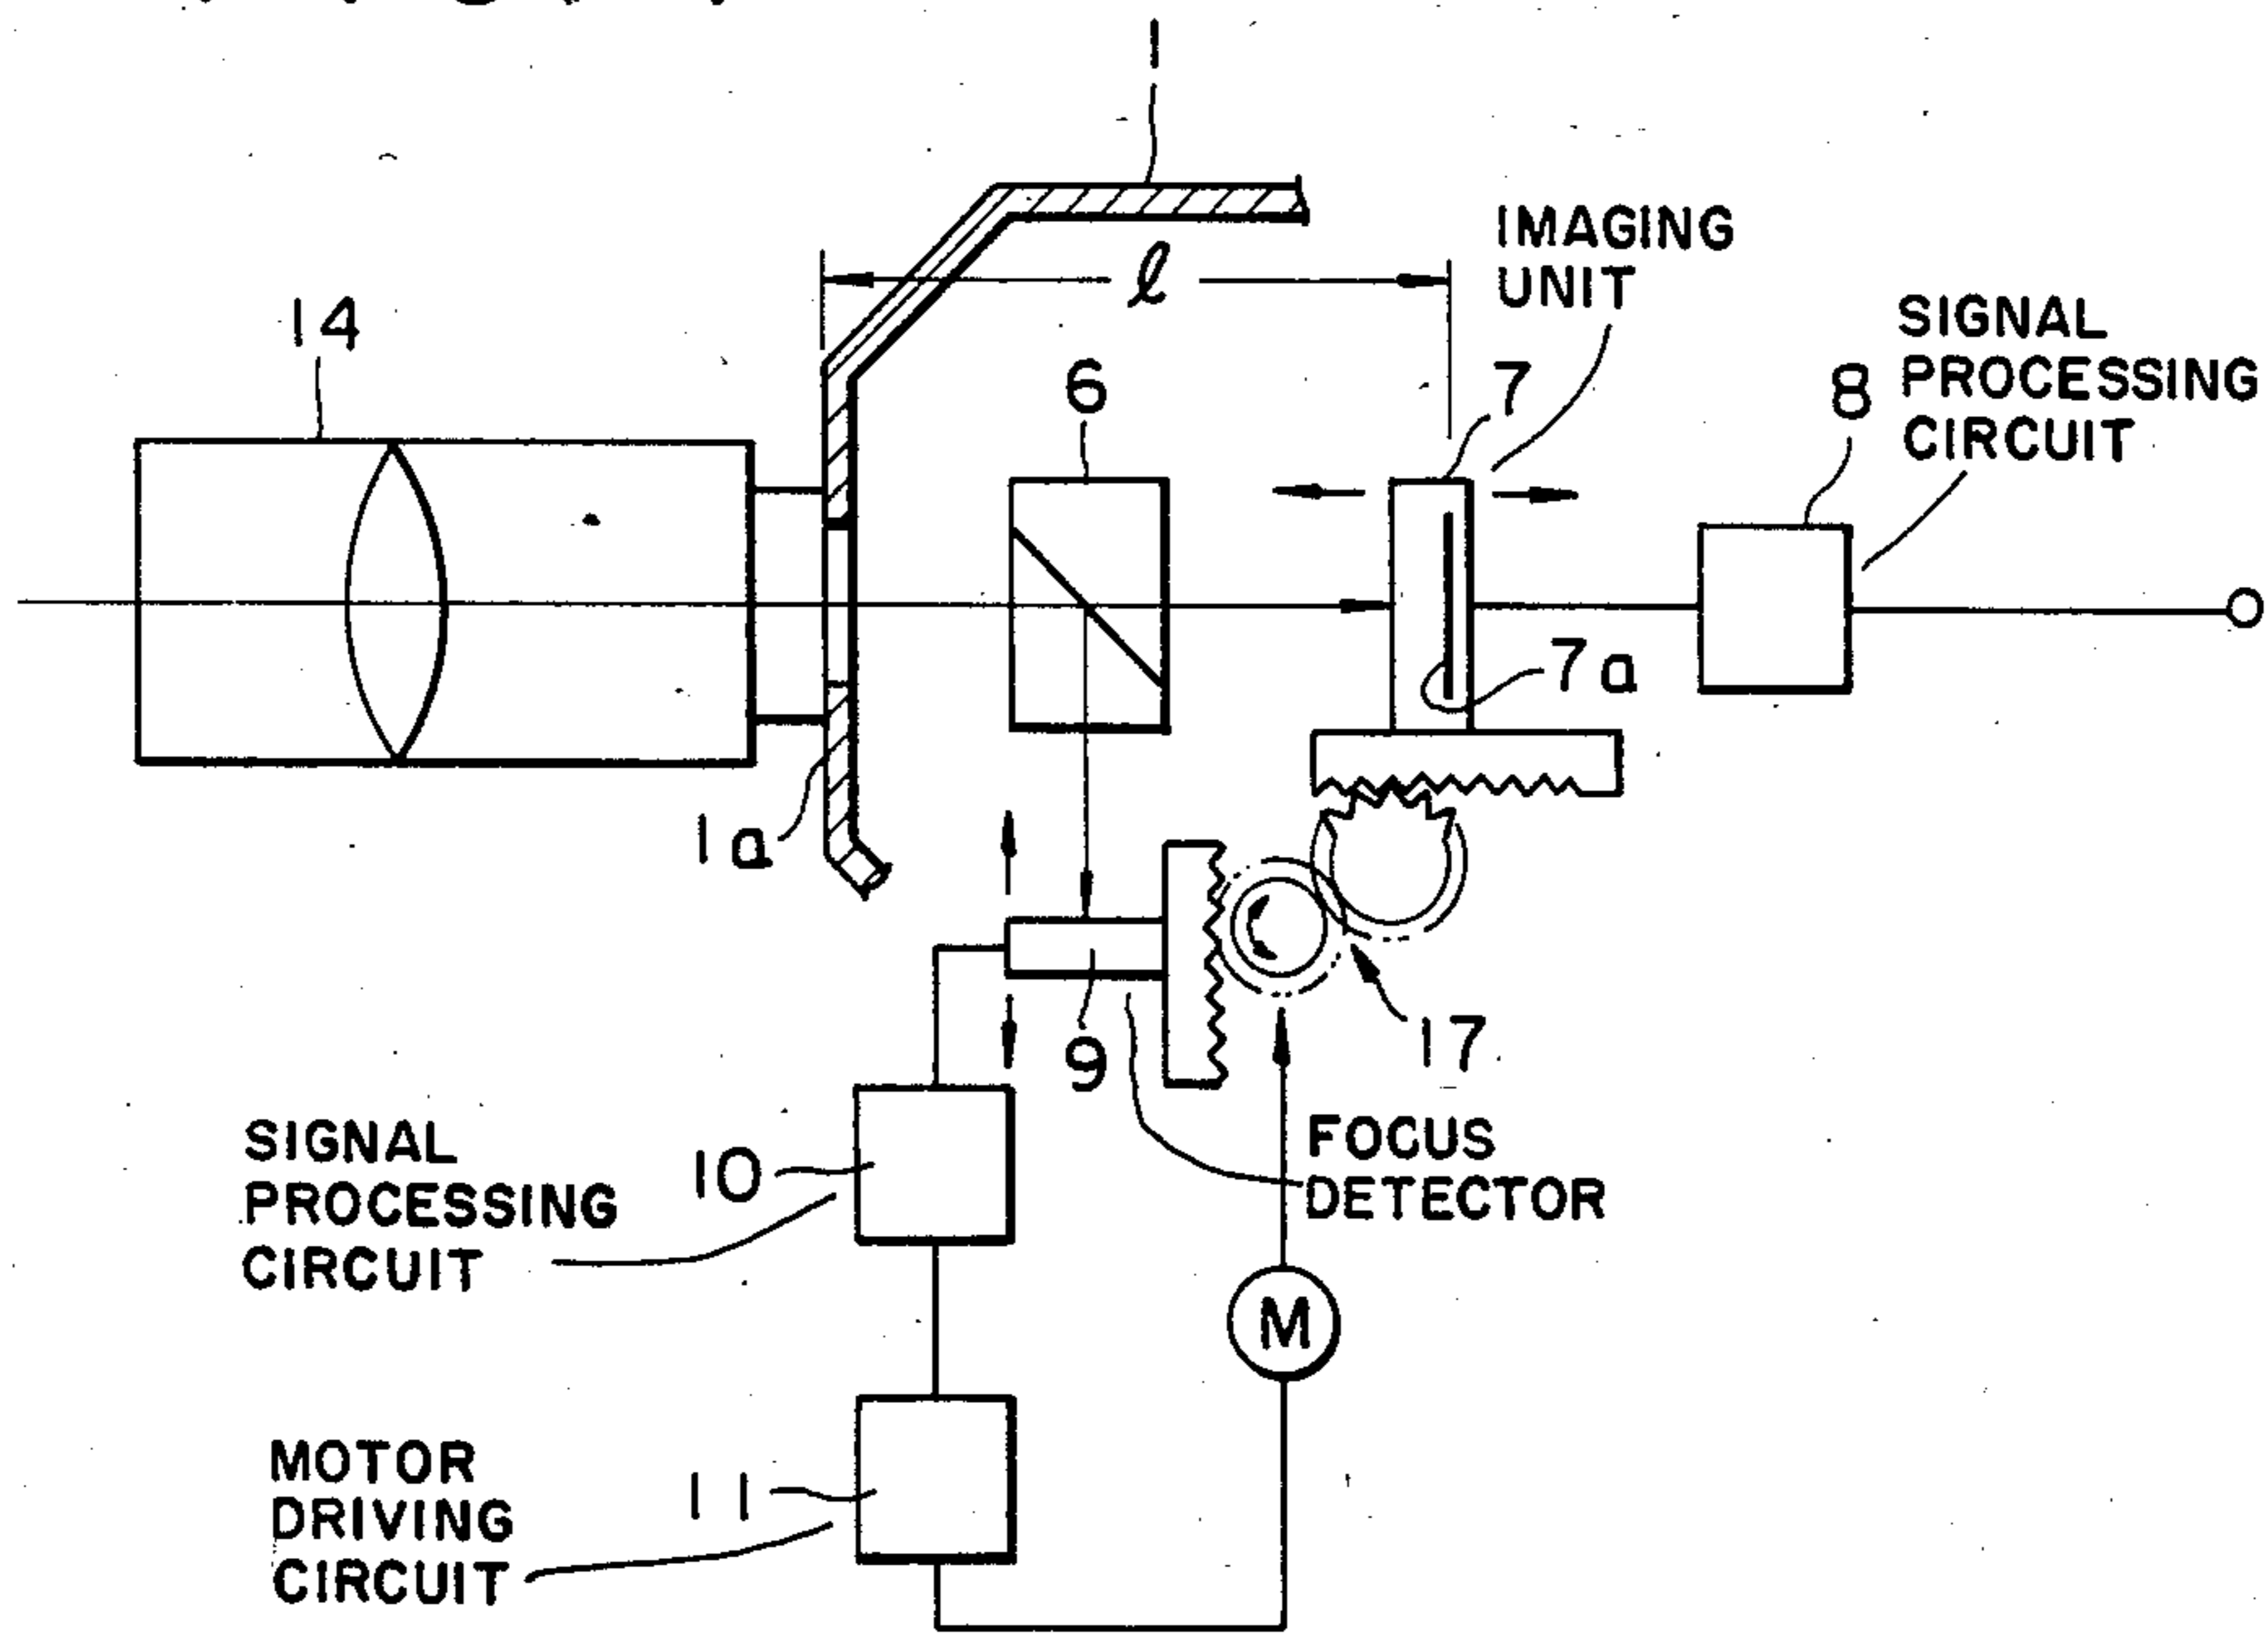 1
ℓ
IMAGING
UNIT
SIGNAL
PROCESSING
CIRCUIT
14
6
7
8
7a
1a
17
9
FOCUS
DETECTOR
SIGNAL
PROCESSING
CIRCUIT
10
M
MOTOR
DRIVING
CIRCUIT
11